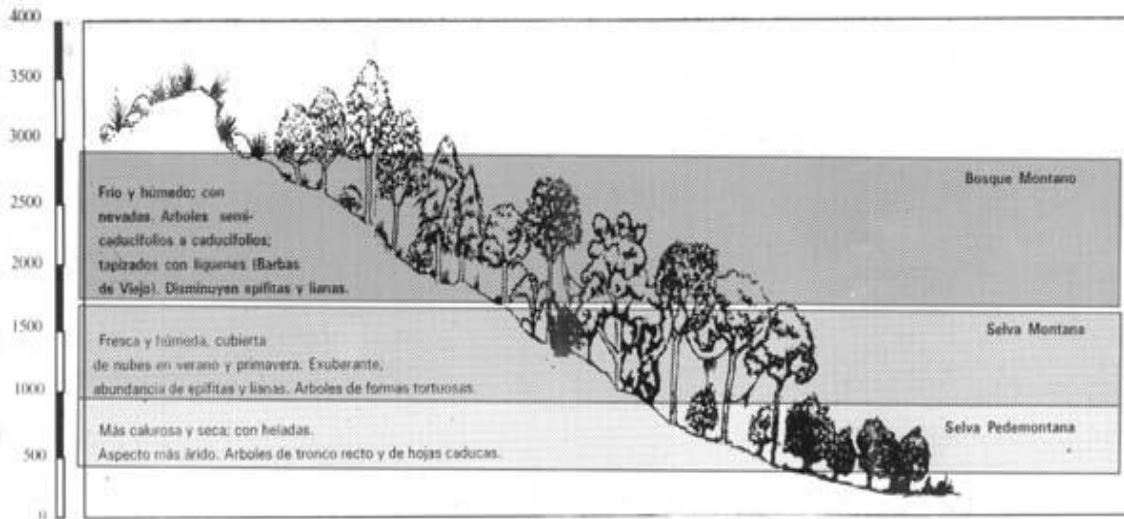 4000
3500
3000
Bosque Montano
Frío y húmedo; con
nevadas. Arboles semi-
caducifolios a caducifolios;
tapizados con líquenes (Barbas
de Viejo). Disminuyen epífitas y lianas.
2500
2000
1500
Selva Montana
Fresca y húmeda, cubierta
de nubes en verano y primavera. Exuberante,
abundancia de epífitas y lianas. Arboles de formas tortuosas.
1000
Selva Pedemontana
Más calurosa y seca; con heladas.
Aspecto más árido. Arboles de tronco recto y de hojas caducas.
500
0